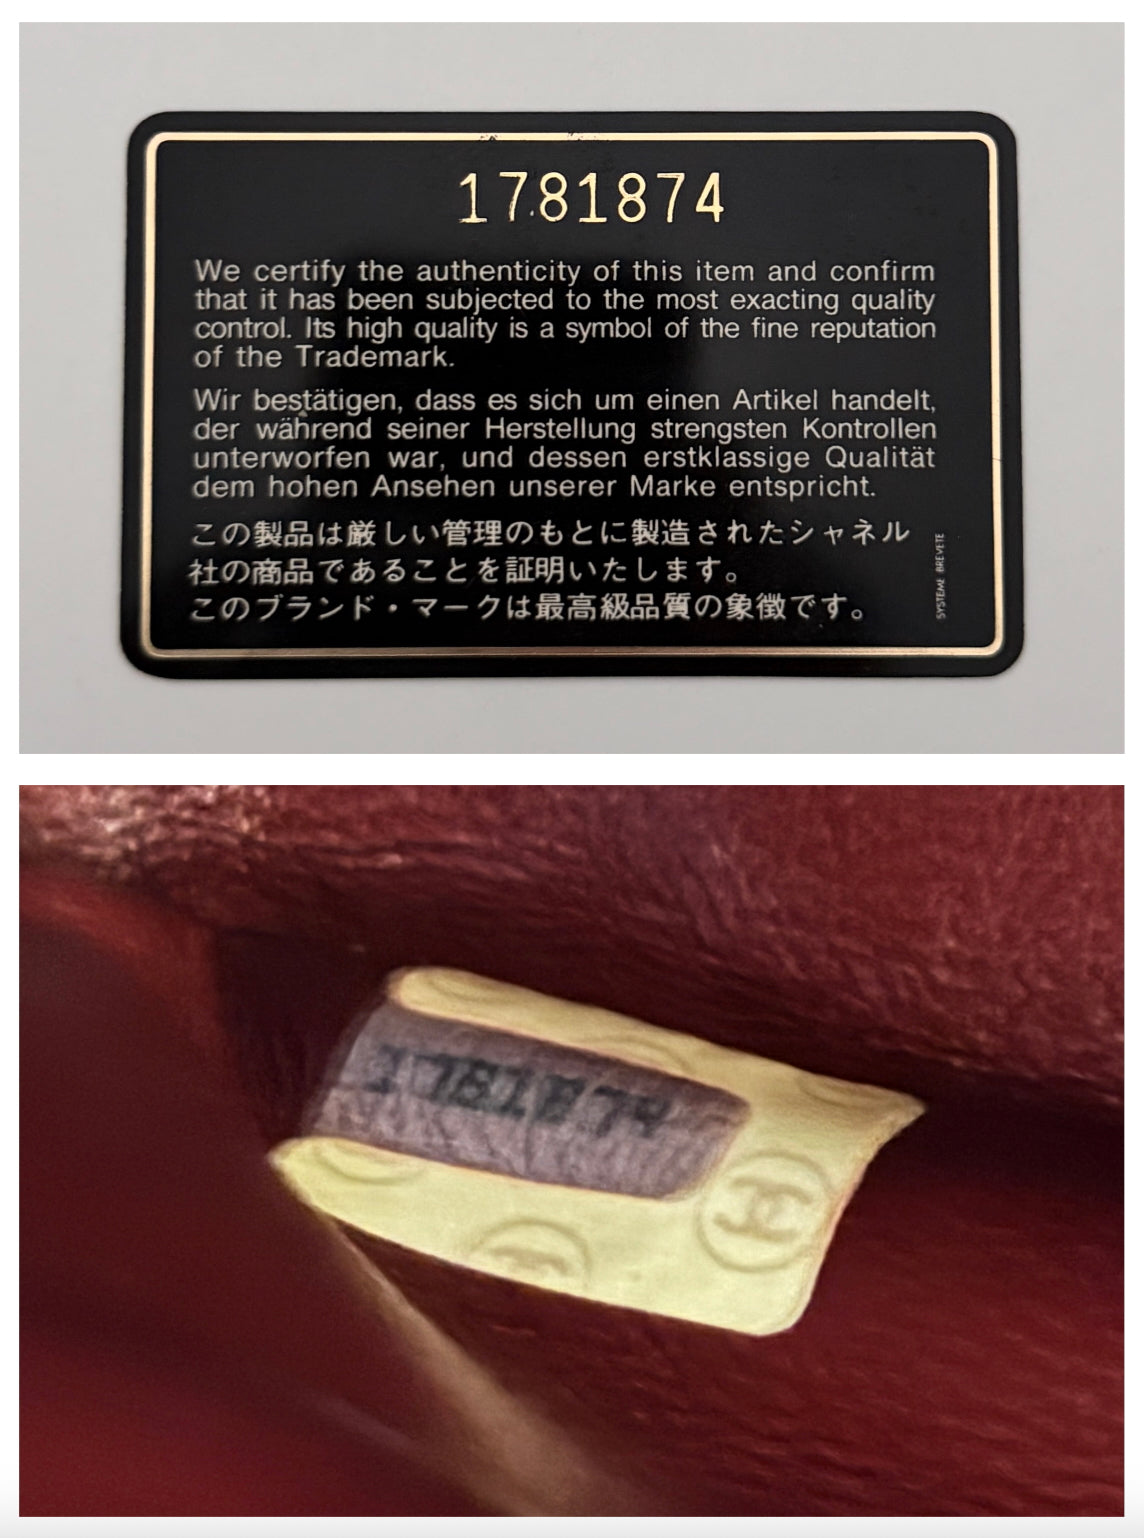 1781874
We certify the authenticity of this item and confirm
that it has been subjected to the most exacting quality
control. Its high quality is a symbol of the fine reputation
of the Trademark.
Wir bestätigen, dass es sich um einen Artikel handelt,
der während seiner Herstellung strengsten Kontrollen
unterworfen war, und dessen erstklassige Qualität
dem hohen Ansehen unserer Marke entspricht.
この製品は厳しい管理のもとに製造されたシャネル
社の商品であることを証明いたします。
このブランド・マークは最高級品質の象徴です。
SYSTEME BREVETE
1781874